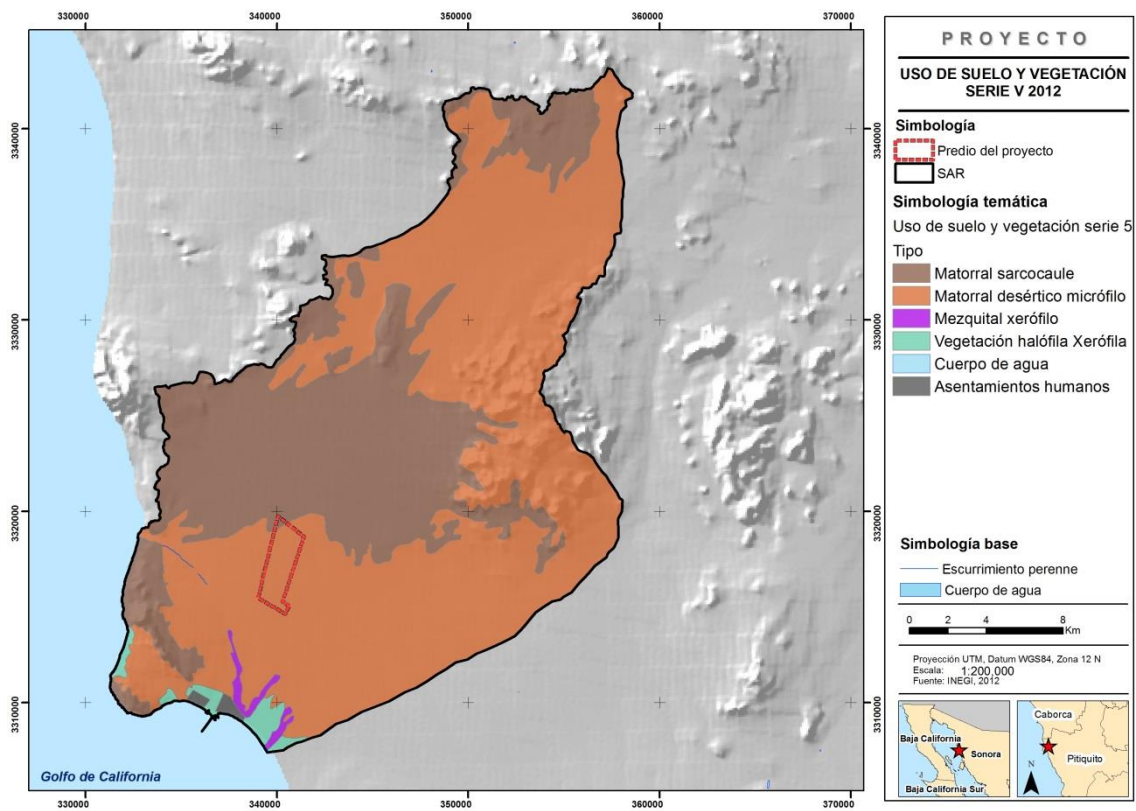 330000
340000
350000
360000
370000
3340000
3340000
3330000
3330000
3320000
3320000
3310000
3310000
330000
340000
350000
360000
370000
Golfo de California
PROYECTO
USO DE SUELO Y VEGETACIÓN
SERIE V 2012
Simbología
Predio del proyecto
SAR
Simbología temática
Uso de suelo y vegetación serie 5
Tipo
Matorral sarcocaule
Matorral desértico micrófilo
Mezquital xerófilo
Vegetación halófila Xerófila
Cuerpo de agua
Asentamientos humanos
Simbología base
Escurrimiento perenne
Cuerpo de agua
0 2 4 8
Km
Proyección UTM, Datum WGS84, Zona 12 N
Escala: 1:200,000
Fuente: INEGI, 2012
Baja California
Sonora
Baja California Sur
Caborca
Pitiquito
N